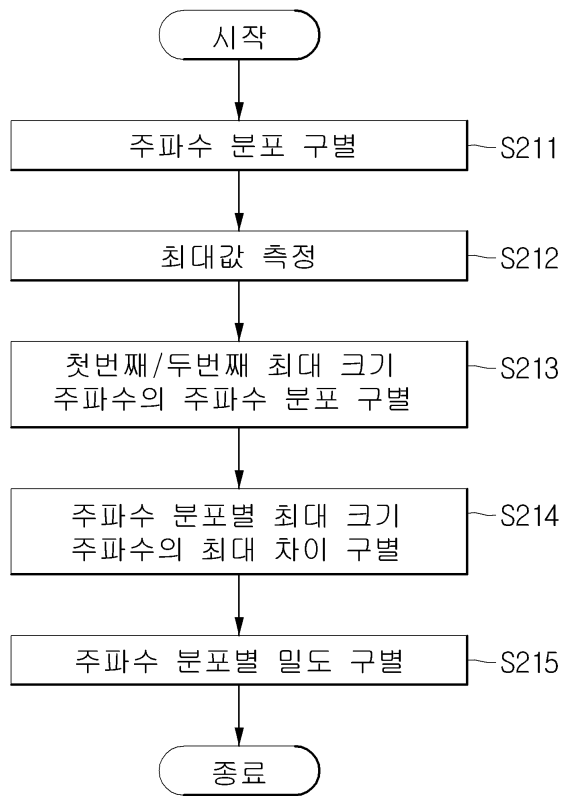 시작
주파수 분포 구별
S211
최대값 측정
S212
첫번째/두번째 최대 크기
주파수의 주파수 분포 구별
S213
주파수 분포별 최대 크기
주파수의 최대 차이 구별
S214
주파수 분포별 밀도 구별
S215
종료